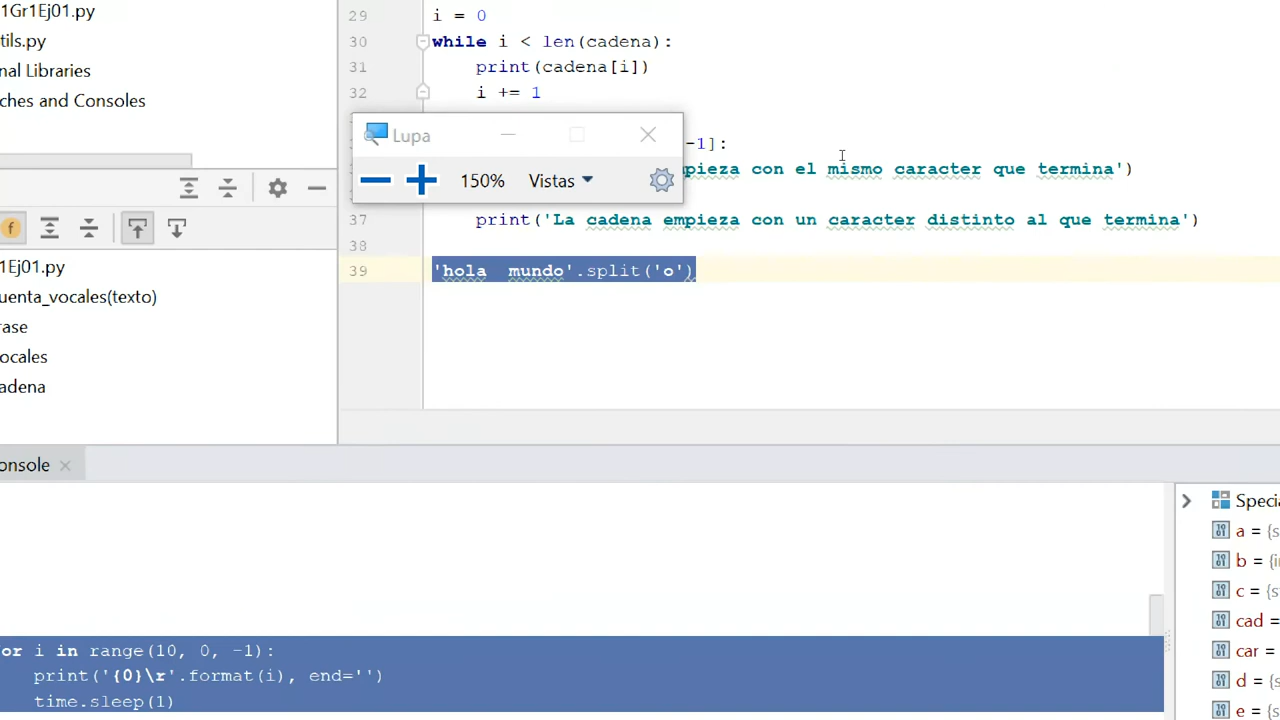 1Gr1Ej01.py
tils.py
nal Libraries
ches and Consoles
1Ej01.py
uenta_vocales(texto)
rase
ocales
adena
29 i = 0
30 while i < len(cadena):
31 print(cadena[i])
32 i += 1
-1]:
pieza con el mismo caracter que termina')
37 print('La cadena empieza con un caracter distinto al que termina')
38
39 'hola  mundo'.split('o')
Lupa
150% Vistas
onsole
or i in range(10, 0, -1):
print('{0}\r'.format(i), end='')
time.sleep(1)
Specia
a = {s
b = {i
c = {s
cad =
car =
d = {s
e = {s